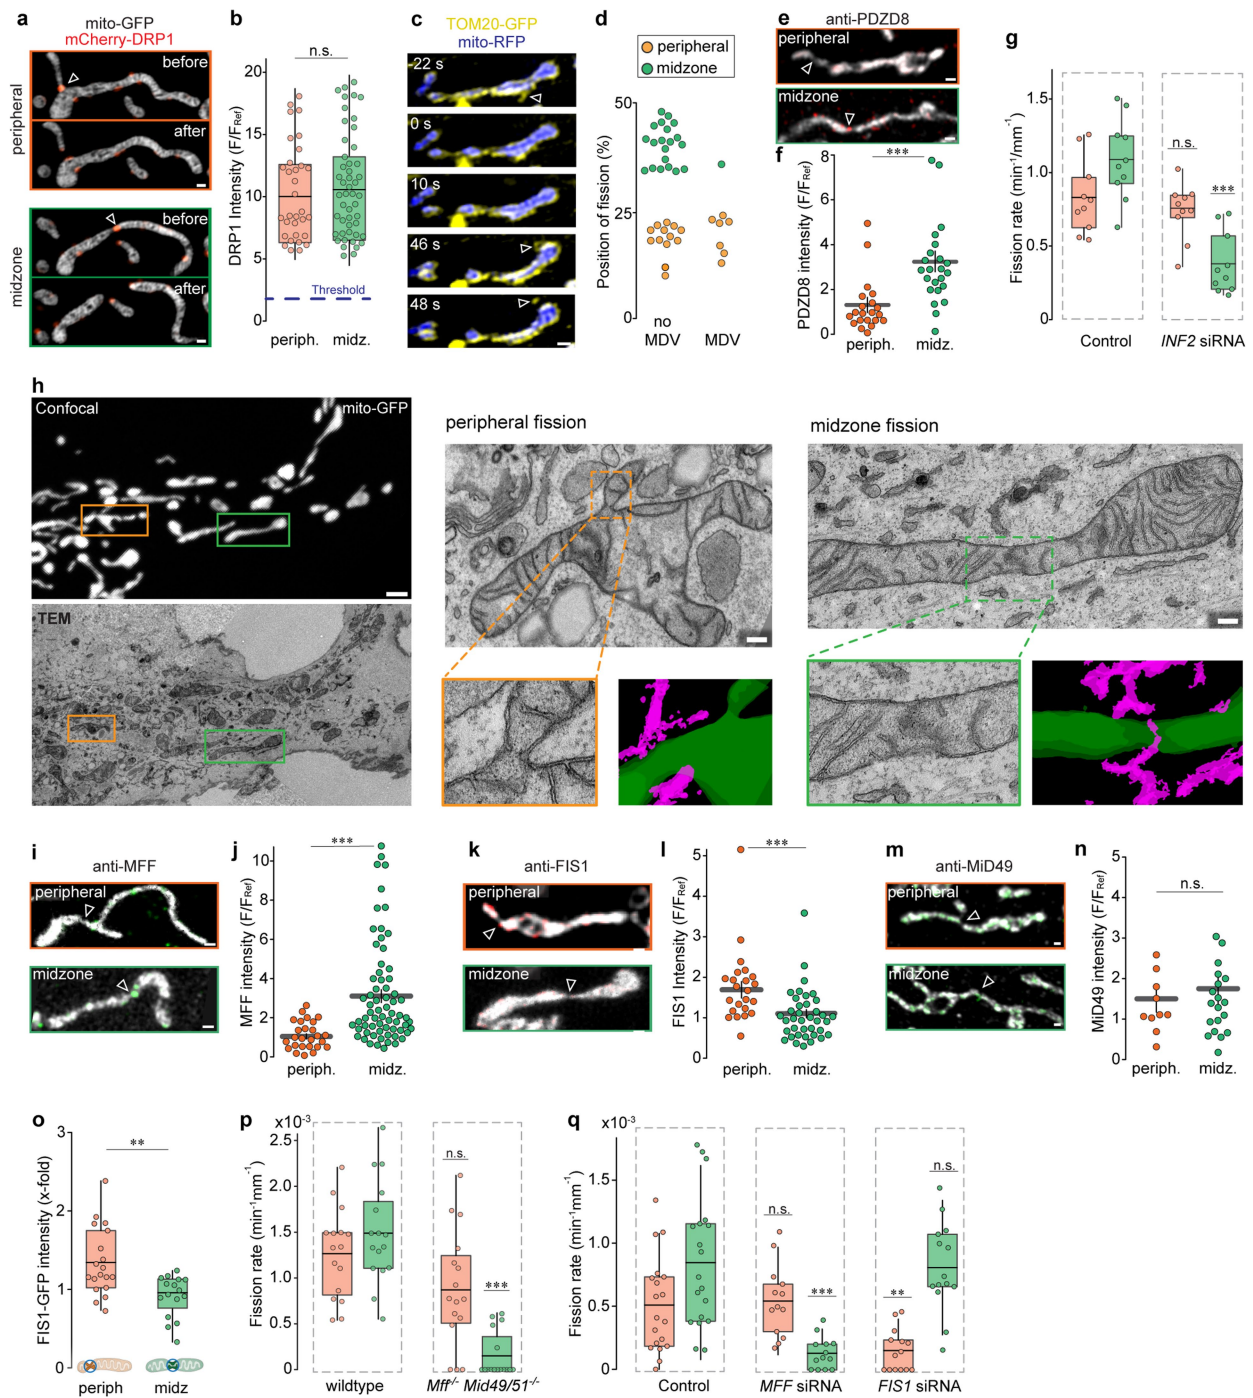 a
mito-GFP
mCherry-DRP1
peripheral
before
after
midzone
before
after
b
n.s.
DRP1 Intensity (F/FRef)
20
15
10
5
0
Threshold
periph. midz.
c
TOM20-GFP
mito-RFP
-22 s
0 s
10 s
46 s
48 s
d
peripheral
midzone
Position of fission (%)
50
25
0
no MDV
MDV
e
anti-PDZD8
peripheral
midzone
f
***
PDZD8 intensity (F/FRef)
8
6
4
2
0
periph. midz.
g
Fission rate (min-1/mm-1)
1.5
1.0
0.5
0
n.s.
***
Control
INF2 siRNA
h
Confocal
mito-GFP
TEM
peripheral fission
midzone fission
i
anti-MFF
peripheral
midzone
j
***
MFF intensity (F/FRef)
10
8
6
4
2
0
periph. midz.
k
anti-FIS1
peripheral
midzone
l
***
FIS1 Intensity (F/FRef)
5
4
3
2
1
0
periph. midz.
m
anti-MiD49
peripheral
midzone
n
n.s.
MiD49 intensity (F/FRef)
5
4
3
2
1
0
periph. midz.
o
**
FIS1-GFP intensity (x-fold)
3
2
1
0
periph midz
p
x10-3
Fission rate (min-1mm-1)
2.5
2.0
1.5
1.0
0.5
0
n.s.
***
wildtype
Mff-/- Mid49/51-/-
q
x10-3
Fission rate (min-1mm-1)
1.5
1.0
0.5
0
n.s.
***
**
n.s.
Control
MFF siRNA
FIS1 siRNA